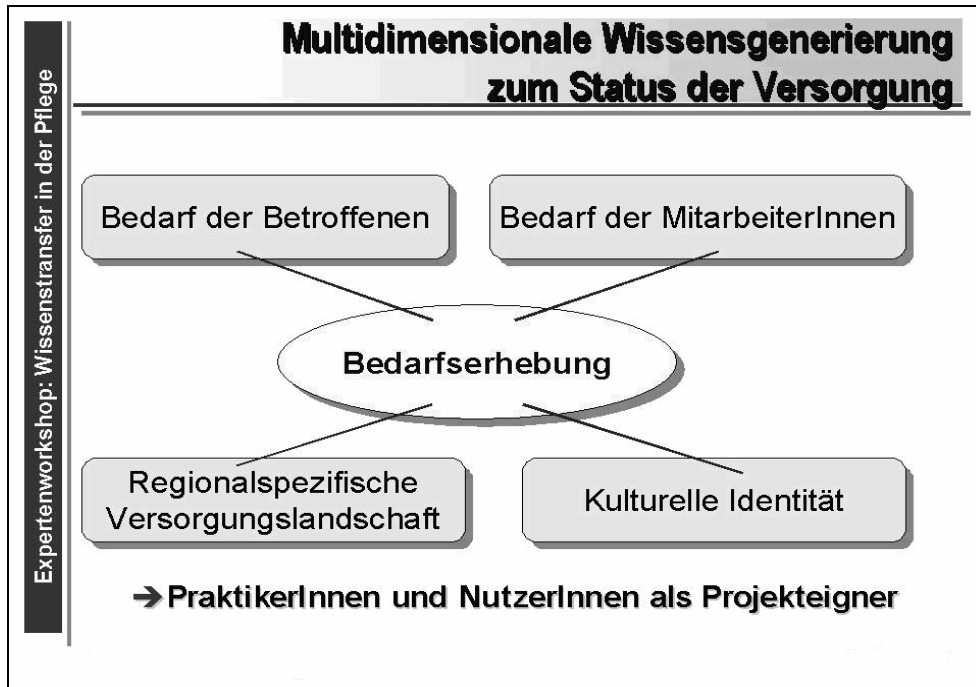 Multidimensionale Wissensgenerierung
zum Status der Versorgung
Expertenworkshop: Wissenstransfer in der Pflege
Bedarf der Betroffenen
Bedarf der MitarbeiterInnen
Bedarfserhebung
Regionalspezifische
Versorgungslandschaft
Kulturelle Identität
➔ PraktikerInnen und NutzerInnen als Projekteigner